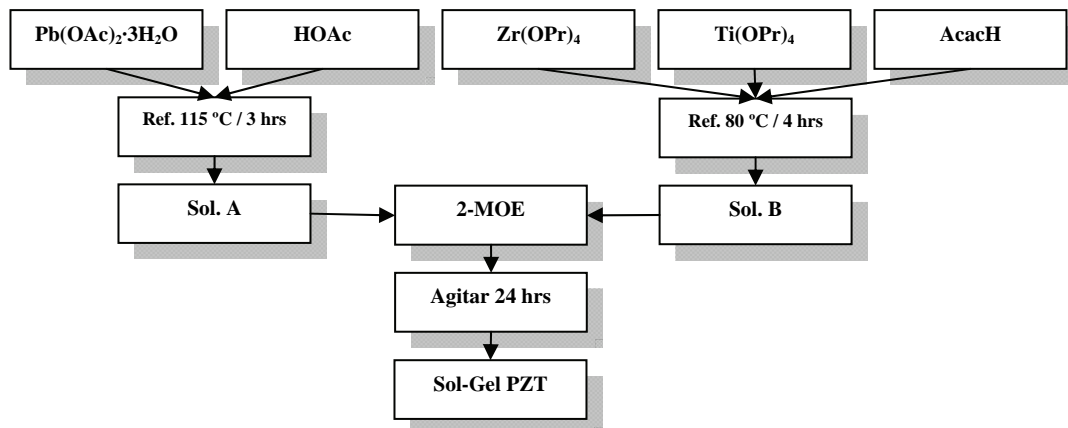 Pb(OAc)₂·3H₂O
HOAc
Zr(OPr)₄
Ti(OPr)₄
AcacH
Ref. 115 ºC / 3 hrs
Ref. 80 ºC / 4 hrs
Sol. A
2-MOE
Sol. B
Agitar 24 hrs
Sol-Gel PZT